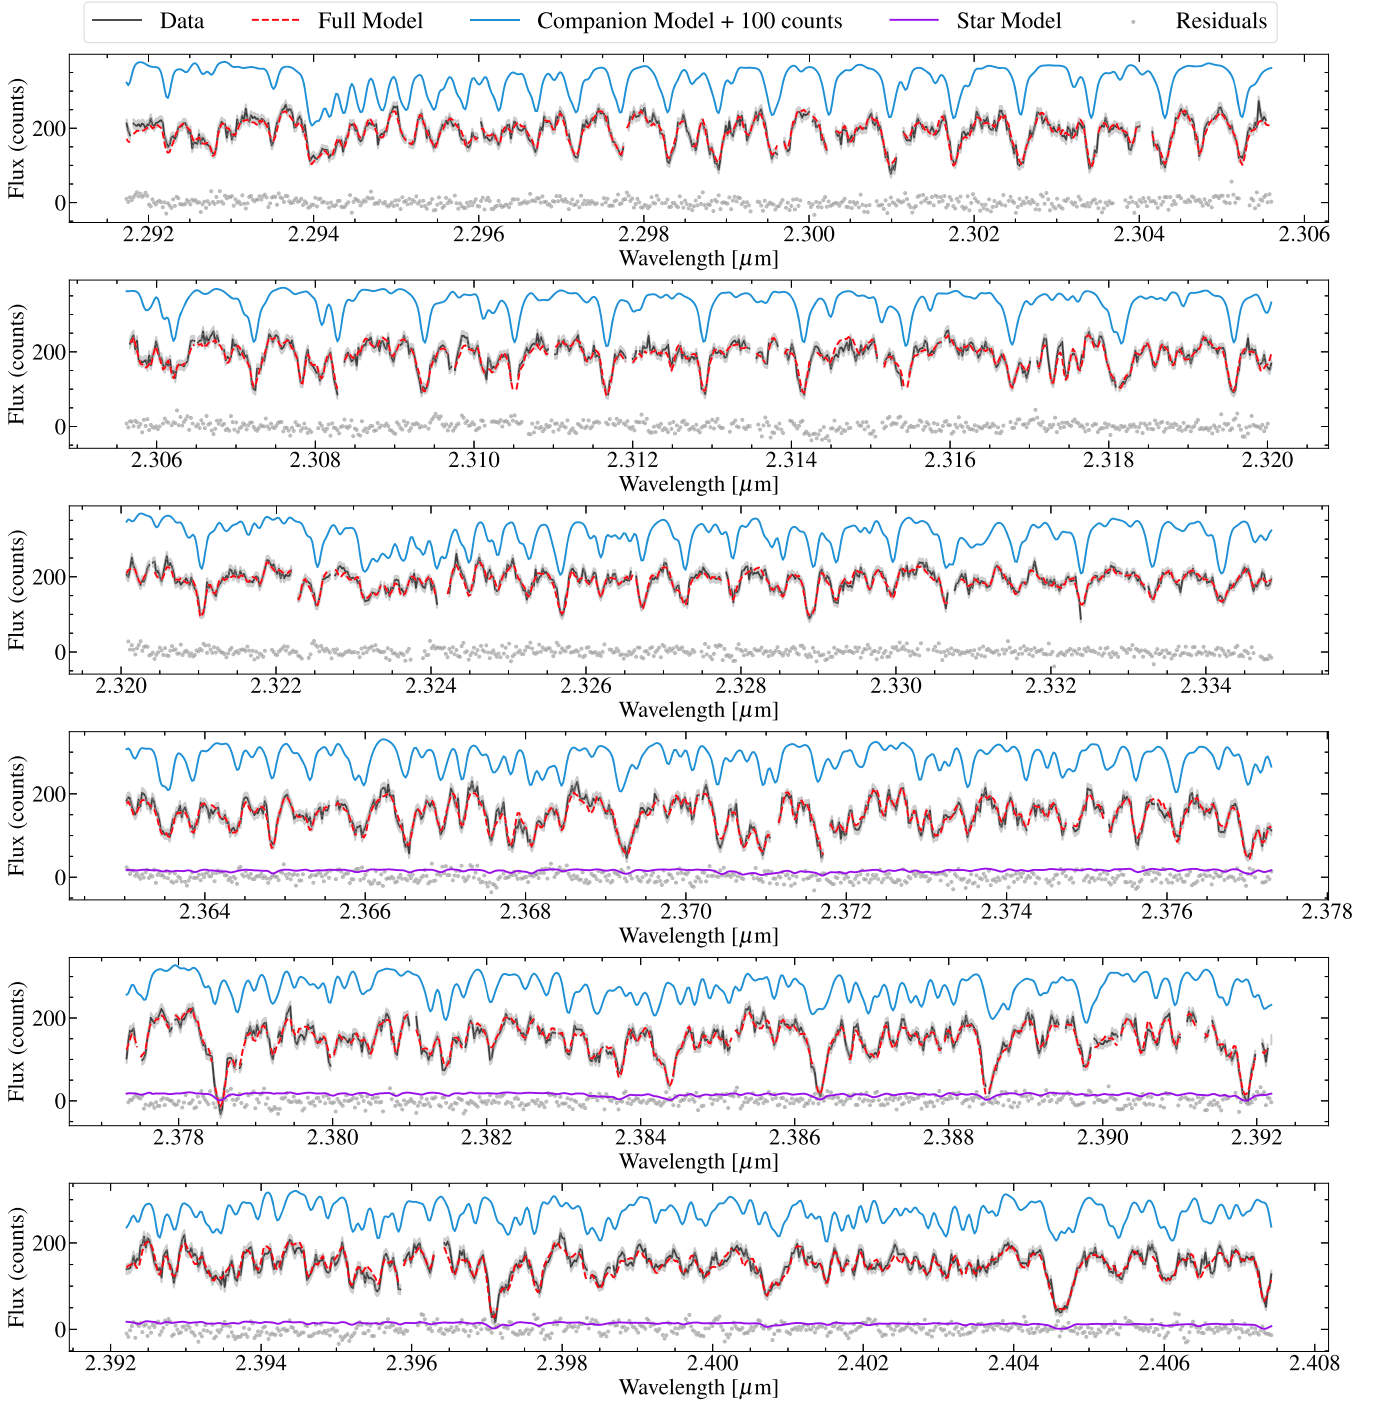 Data Full Model Companion Model + 100 counts Star Model Residuals
Flux (counts)
200
0
2.292 2.294 2.296 2.298 2.300 2.302 2.304 2.306
Wavelength [μm]
Flux (counts)
200
0
2.306 2.308 2.310 2.312 2.314 2.316 2.318 2.320
Wavelength [μm]
Flux (counts)
200
0
2.320 2.322 2.324 2.326 2.328 2.330 2.332 2.334
Wavelength [μm]
Flux (counts)
200
0
2.364 2.366 2.368 2.370 2.372 2.374 2.376 2.378
Wavelength [μm]
Flux (counts)
200
0
2.378 2.380 2.382 2.384 2.386 2.388 2.390 2.392
Wavelength [μm]
Flux (counts)
200
0
2.392 2.394 2.396 2.398 2.400 2.402 2.404 2.406 2.408
Wavelength [μm]